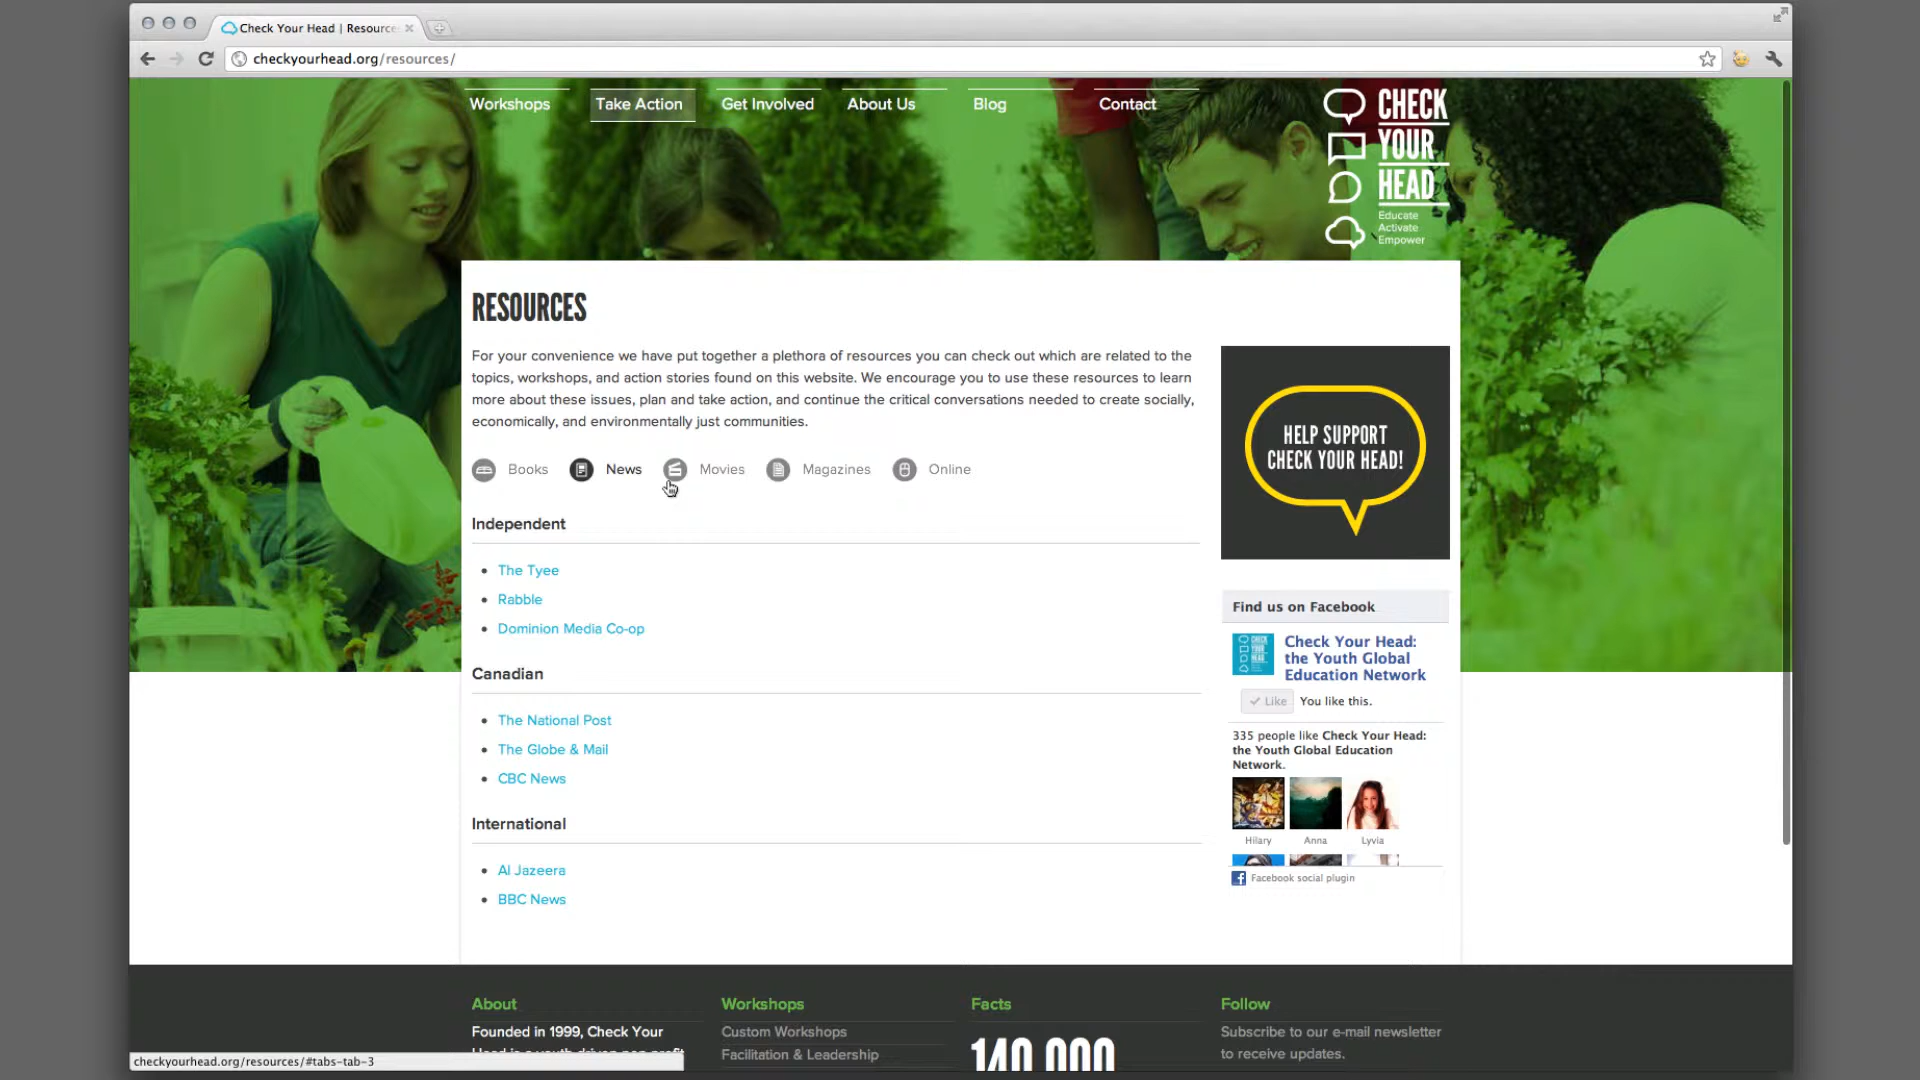 Check Your Head | Resource
checkyourhead.org/resources/
Workshops
Take Action
Get Involved
About Us
Blog
Contact
CHECK
YOUR
HEAD
Educate
Activate
Empower
RESOURCES
For your convenience we have put together a plethora of resources you can check out which are related to the
topics, workshops, and action stories found on this website. We encourage you to use these resources to learn
more about these issues, plan and take action, and continue the critical conversations needed to create socially,
economically, and environmentally just communities.
Books
News
Movies
Magazines
Online
Independent
The Tyee
Rabble
Dominion Media Co-op
Canadian
The National Post
The Globe & Mail
CBC News
International
Al Jazeera
BBC News
HELP SUPPORT
CHECK YOUR HEAD!
Find us on Facebook
CHECK
YOUR
HEAD
Check Your Head:
the Youth Global
Education Network
Like
You like this.
335 people like Check Your Head:
the Youth Global Education
Network.
Hilary
Anna
Lyvia
Facebook social plugin
About
Founded in 1999, Check Your
Workshops
Custom Workshops
Facilitation & Leadership
Facts
140,000
Follow
Subscribe to our e-mail newsletter
to receive updates.
checkyourhead.org/resources/#tabs-tab-3